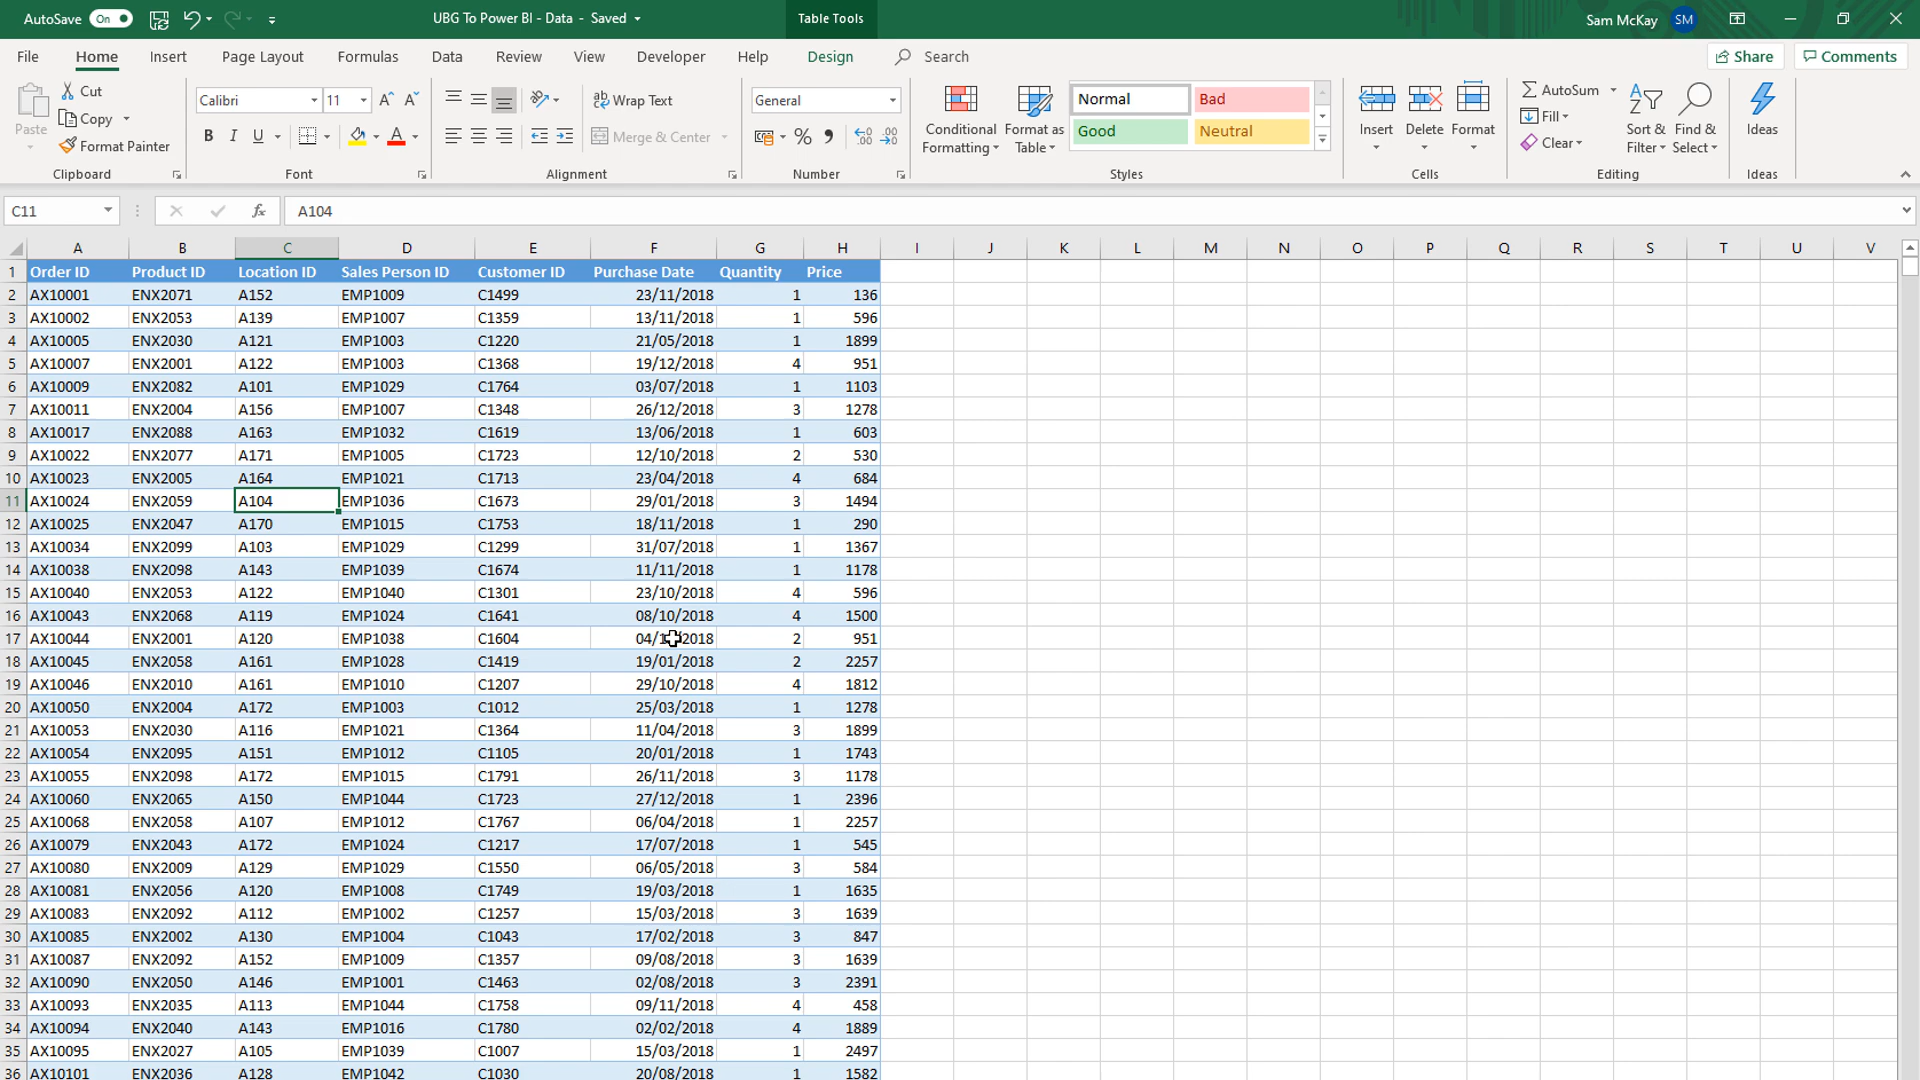 AutoSave On UBG To Power BI - Data - Saved Table Tools Sam McKay SM
File Home Insert Page Layout Formulas Data Review View Developer Help Design Search Share Comments
Paste Cut Copy Format Painter Clipboard
Calibri 11 B I U A Font
Wrap Text Merge & Center Alignment
General % Number
Conditional Formatting Format as Table Normal Bad Good Neutral Styles
Insert Delete Format Cells
AutoSum Fill Clear Sort & Filter Find & Select Editing
Ideas Ideas
C11 fx A104
A B C D E F G H I J K L M N O P Q R S T U V
1 Order ID Product ID Location ID Sales Person ID Customer ID Purchase Date Quantity Price
2 AX10001 ENX2071 A152 EMP1009 C1499 23/11/2018 1 136
3 AX10002 ENX2053 A139 EMP1007 C1359 13/11/2018 1 596
4 AX10005 ENX2030 A121 EMP1003 C1220 21/05/2018 1 1899
5 AX10007 ENX2001 A122 EMP1003 C1368 19/12/2018 4 951
6 AX10009 ENX2082 A101 EMP1029 C1764 03/07/2018 1 1103
7 AX10011 ENX2004 A156 EMP1007 C1348 26/12/2018 3 1278
8 AX10017 ENX2088 A163 EMP1032 C1619 13/06/2018 1 603
9 AX10022 ENX2077 A171 EMP1005 C1723 12/10/2018 2 530
10 AX10023 ENX2005 A164 EMP1021 C1713 23/04/2018 4 684
11 AX10024 ENX2059 A104 EMP1036 C1673 29/01/2018 3 1494
12 AX10025 ENX2047 A170 EMP1015 C1753 18/11/2018 1 290
13 AX10034 ENX2099 A103 EMP1029 C1299 31/07/2018 1 1367
14 AX10038 ENX2098 A143 EMP1039 C1674 11/11/2018 1 1178
15 AX10040 ENX2053 A122 EMP1040 C1301 23/10/2018 4 596
16 AX10043 ENX2068 A119 EMP1024 C1641 08/10/2018 4 1500
17 AX10044 ENX2001 A120 EMP1038 C1604 2 951
18 AX10045 ENX2058 A161 EMP1028 C1419 19/01/2018 2 2257
19 AX10046 ENX2010 A161 EMP1010 C1207 29/10/2018 4 1812
20 AX10050 ENX2004 A172 EMP1003 C1012 25/03/2018 1 1278
21 AX10053 ENX2030 A116 EMP1021 C1364 11/04/2018 3 1899
22 AX10054 ENX2095 A151 EMP1012 C1105 20/01/2018 1 1743
23 AX10055 ENX2098 A172 EMP1015 C1791 26/11/2018 3 1178
24 AX10060 ENX2065 A150 EMP1044 C1723 27/12/2018 1 2396
25 AX10068 ENX2058 A107 EMP1012 C1767 06/04/2018 1 2257
26 AX10079 ENX2043 A172 EMP1024 C1217 17/07/2018 1 545
27 AX10080 ENX2009 A129 EMP1029 C1550 06/05/2018 3 584
28 AX10081 ENX2056 A120 EMP1008 C1749 19/03/2018 1 1635
29 AX10083 ENX2092 A112 EMP1002 C1257 15/03/2018 3 1639
30 AX10085 ENX2002 A130 EMP1004 C1043 17/02/2018 3 847
31 AX10087 ENX2092 A152 EMP1009 C1357 09/08/2018 3 1639
32 AX10090 ENX2050 A146 EMP1001 C1463 02/08/2018 3 2391
33 AX10093 ENX2035 A113 EMP1044 C1758 09/11/2018 4 458
34 AX10094 ENX2040 A143 EMP1016 C1780 02/02/2018 4 1889
35 AX10095 ENX2027 A105 EMP1039 C1007 15/03/2018 1 2497
36 AX10101 ENX2036 A128 EMP1042 C1030 20/08/2018 1 1582